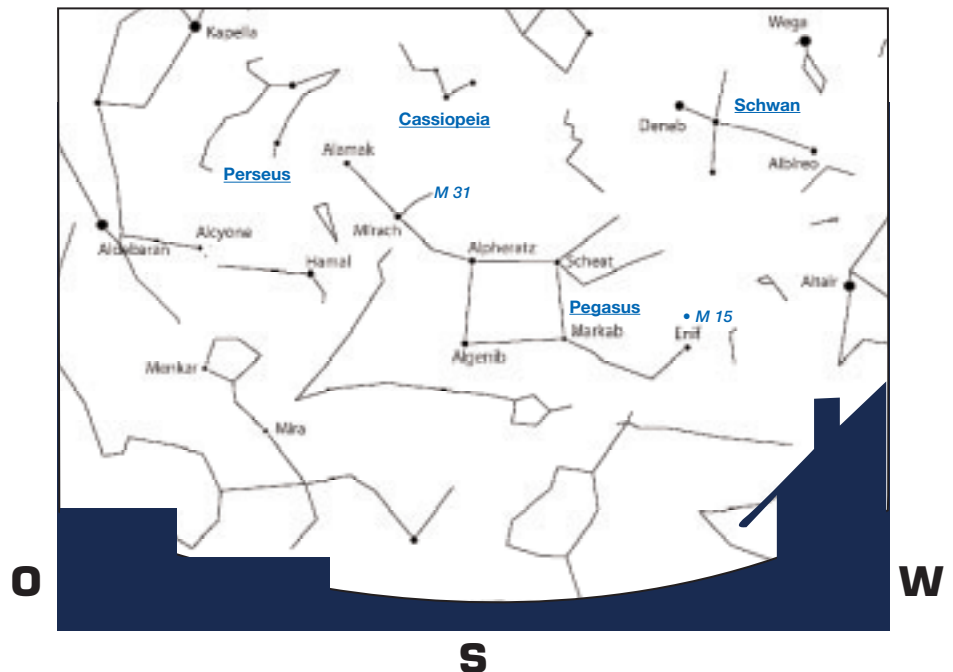 Wega
Kapella
Schwan
Deneb
Cassiopeia
Alamak
Albireo
Perseus
M 31
Mirach
Alcyone
Aldebaran
Alpheratz
Hamal
Scheat
Altair
Pegasus
M 15
Markab
Enif
Algenib
Menkar
Mira
O
W
S